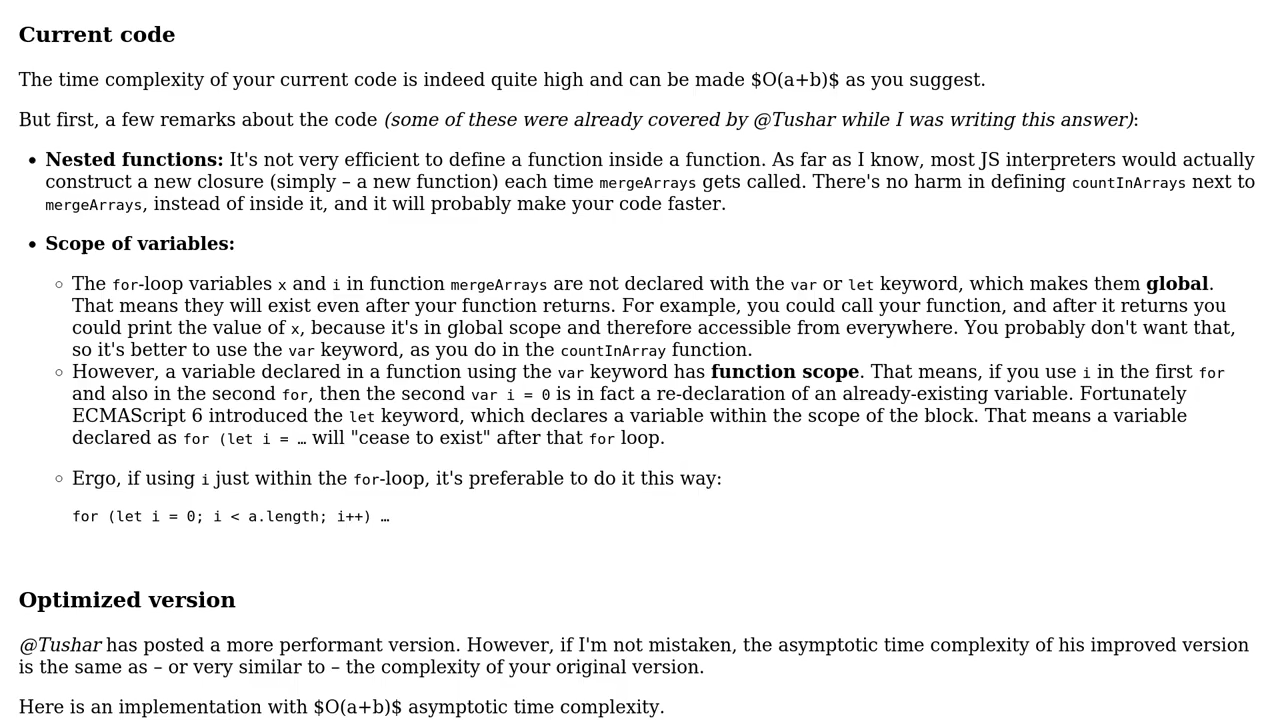 Current code
The time complexity of your current code is indeed quite high and can be made $O(a+b)$ as you suggest.
But first, a few remarks about the code (some of these were already covered by @Tushar while I was writing this answer):
• Nested functions: It's not very efficient to define a function inside a function. As far as I know, most JS interpreters would actually
construct a new closure (simply – a new function) each time mergeArrays gets called. There's no harm in defining countInArrays next to
mergeArrays, instead of inside it, and it will probably make your code faster.
• Scope of variables:
◦ The for-loop variables x and i in function mergeArrays are not declared with the var or let keyword, which makes them global.
That means they will exist even after your function returns. For example, you could call your function, and after it returns you
could print the value of x, because it's in global scope and therefore accessible from everywhere. You probably don't want that,
so it's better to use the var keyword, as you do in the countInArray function.
◦ However, a variable declared in a function using the var keyword has function scope. That means, if you use i in the first for
and also in the second for, then the second var i = 0 is in fact a re-declaration of an already-existing variable. Fortunately
ECMAScript 6 introduced the let keyword, which declares a variable within the scope of the block. That means a variable
declared as for (let i = … will "cease to exist" after that for loop.
◦ Ergo, if using i just within the for-loop, it's preferable to do it this way:
for (let i = 0; i < a.length; i++) …
Optimized version
@Tushar has posted a more performant version. However, if I'm not mistaken, the asymptotic time complexity of his improved version
is the same as – or very similar to – the complexity of your original version.
Here is an implementation with $O(a+b)$ asymptotic time complexity.